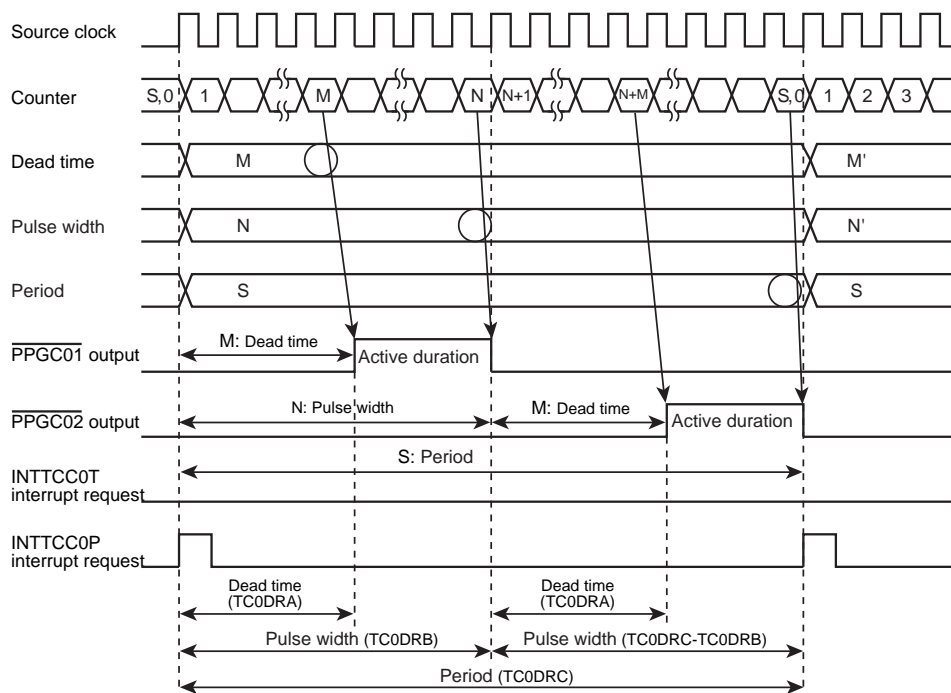 Source clock
Counter S,0 1 M N N+1 N+M S,0 1 2 3
Dead time M M'
Pulse width N N'
Period S S
M: Dead time
PPGC01 output Active duration
N: Pulse width M: Dead time
PPGC02 output Active duration
S: Period
INTTCC0T
interrupt request
INTTCC0P
interrupt request
Dead time Dead time
(TC0DRA) (TC0DRA)
Pulse width (TC0DRB) Pulse width (TC0DRC-TC0DRB)
Period (TC0DRC)